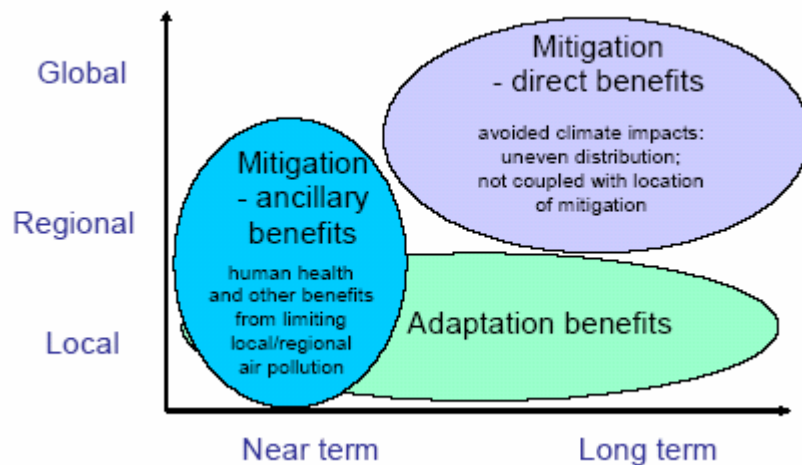 Global
Regional
Local
Mitigation
- direct benefits
avoided climate impacts:
uneven distribution;
not coupled with location
of mitigation
Mitigation
- ancillary
benefits
human health
and other benefits
from limiting
local/regional
air pollution
Adaptation benefits
Near term
Long term